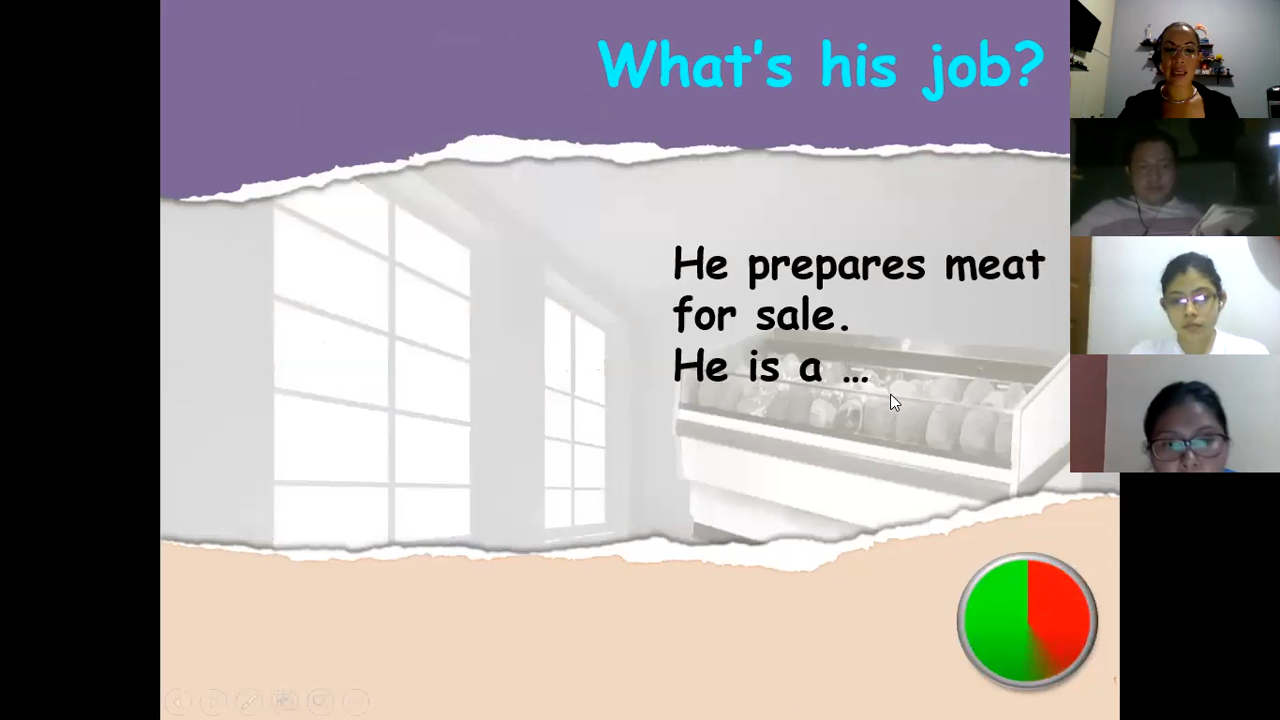 What's his job?
He prepares meat
for sale.
He is a ...